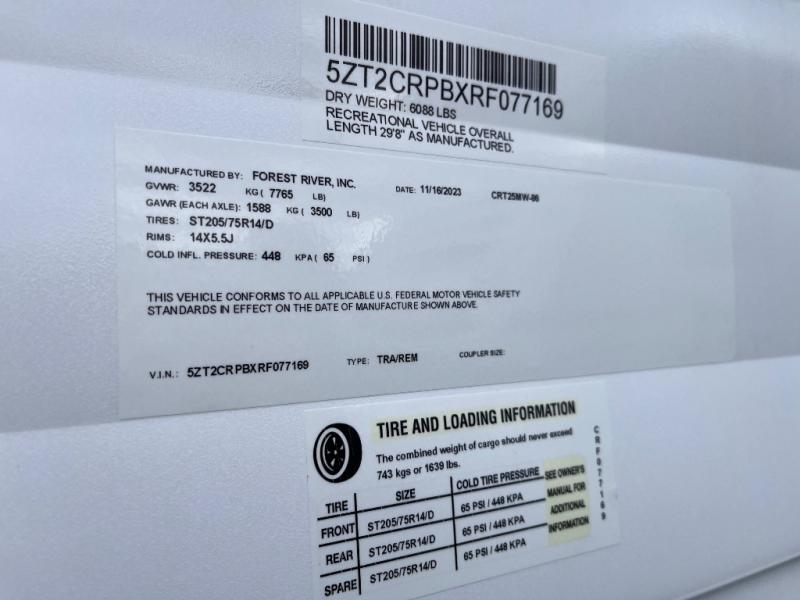 5ZT2CRPBXRF077169
DRY WEIGHT: 6088 LBS
RECREATIONAL VEHICLE OVERALL
LENGTH 29'8" AS MANUFACTURED.
MANUFACTURED BY: FOREST RIVER, INC. DATE: 11/16/2023 CRT25MW-86
GVWR: 3522 KG ( 7765 LB)
GAWR (EACH AXLE): 1588 KG ( 3500 LB)
TIRES: ST205/75R14/D
RIMS: 14X5.5J
COLD INFL. PRESSURE: 448 KPA ( 65 PSI )
THIS VEHICLE CONFORMS TO ALL APPLICABLE U.S. FEDERAL MOTOR VEHICLE SAFETY
STANDARDS IN EFFECT ON THE DATE OF MANUFACTURE SHOWN ABOVE.
V.I.N.: 5ZT2CRPBXRF077169 TYPE: TRA/REM COUPLER SIZE:
TIRE AND LOADING INFORMATION
The combined weight of cargo should never exceed
743 kgs or 1639 lbs.
TIRE SIZE COLD TIRE PRESSURE
FRONT ST205/75R14/D 65 PSI / 448 KPA
REAR ST205/75R14/D 65 PSI / 448 KPA
SPARE ST205/75R14/D 65 PSI / 448 KPA
SEE OWNER'S
MANUAL FOR
ADDITIONAL
INFORMATION
CRF077169